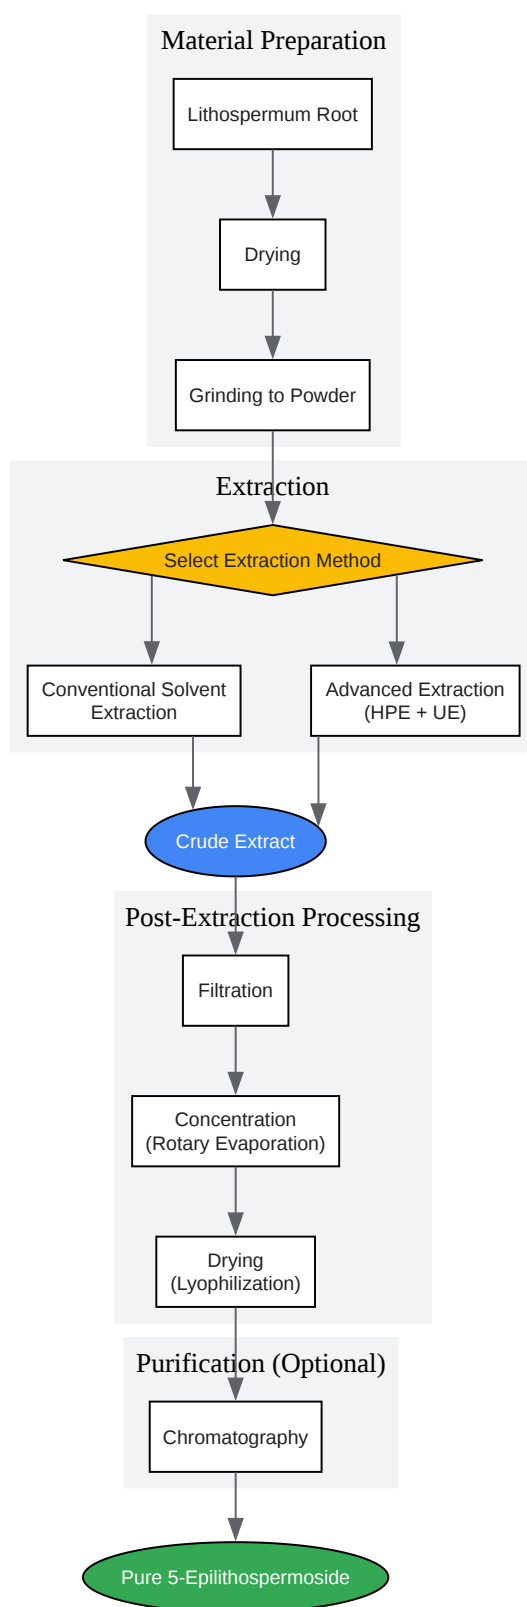 Material Preparation
Lithospermum Root
Drying
Grinding to Powder
Extraction
Select Extraction Method
Conventional Solvent
Extraction
Advanced Extraction
(HPE + UE)
Crude Extract
Post-Extraction Processing
Filtration
Concentration
(Rotary Evaporation)
Drying
(Lyophilization)
Purification (Optional)
Chromatography
Pure 5-Epilithospermoside